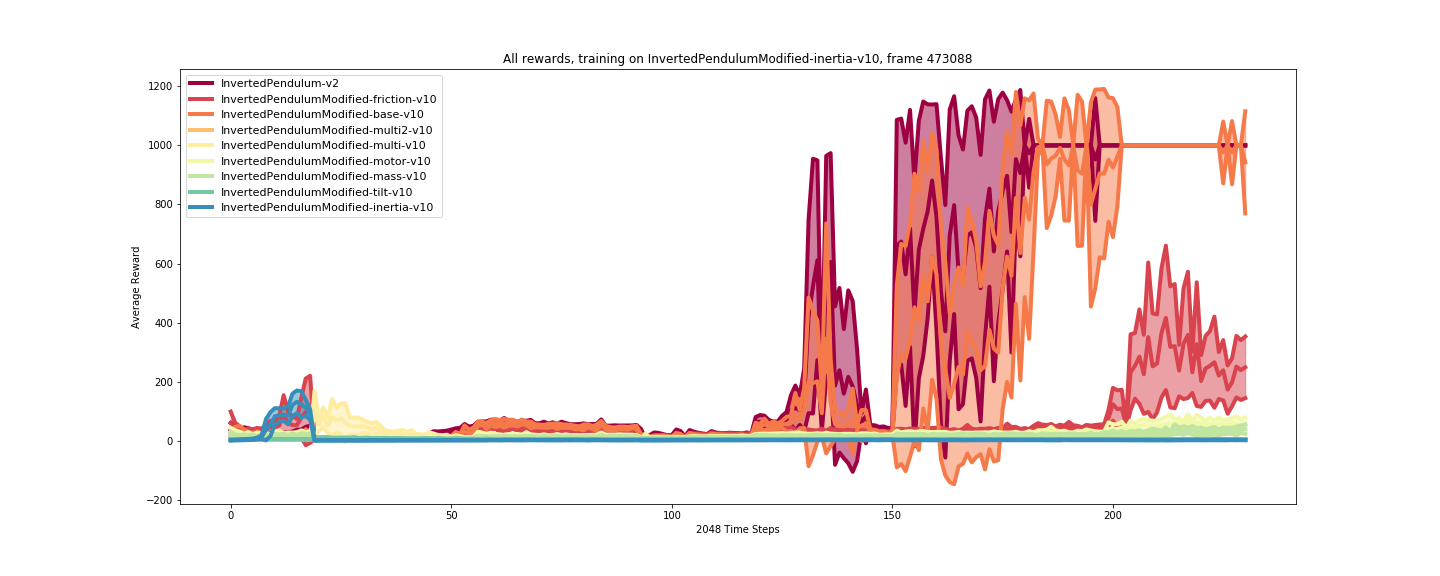 All rewards, training on InvertedPendulumModified-inertia-v10, frame 473088
InvertedPendulum-v2
InvertedPendulumModified-friction-v10
InvertedPendulumModified-base-v10
InvertedPendulumModified-multi2-v10
InvertedPendulumModified-multi-v10
InvertedPendulumModified-motor-v10
InvertedPendulumModified-mass-v10
InvertedPendulumModified-tilt-v10
InvertedPendulumModified-inertia-v10
Average Reward
1200
1000
800
600
400
200
0
−200
0 50 100 150 200
2048 Time Steps